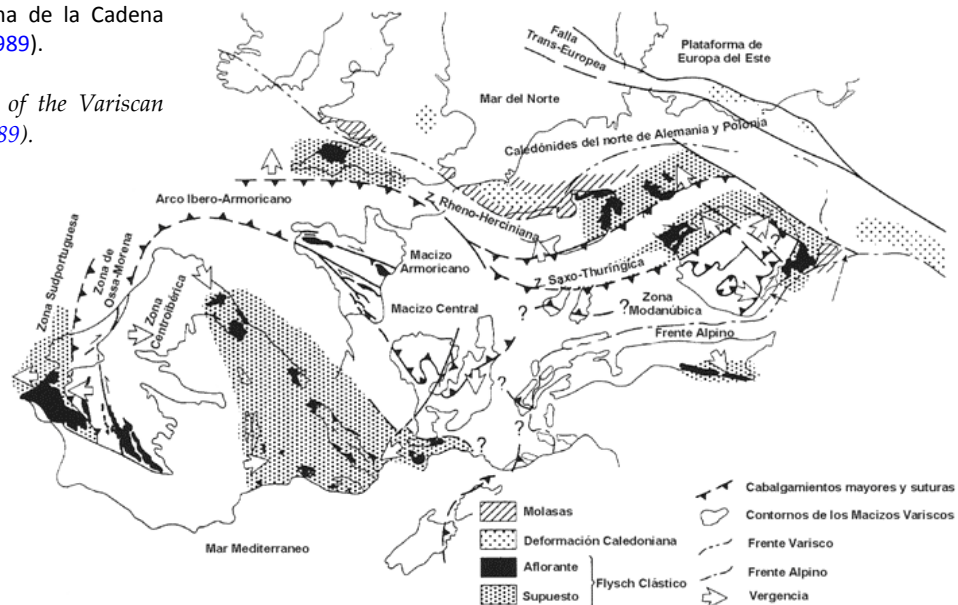 na de la Cadena
989).
of the Variscan
89).
Falla
Trans-Europea
Plataforma de
Europa del Este
Mar del Norte
Caledónides del norte de Alemania y Polonia
Arco Ibero-Armoricano
Z. Rheno-Herciniana
Zona Sudportuguesa
Zona de
Ossa-Morena
Macizo
Armoricano
Z. Saxo-Thuríngica
Zona
Centroibérica
Macizo Central
?
?
Zona
Modanúbica
Frente Alpino
?
?
?
?
Mar Mediterraneo
Molasas
Deformación Caledoniana
Aflorante
Supuesto
Flysch Clástico
Cabalgamientos mayores y suturas
Contornos de los Macizos Variscos
Frente Varisco
Frente Alpino
Vergencia